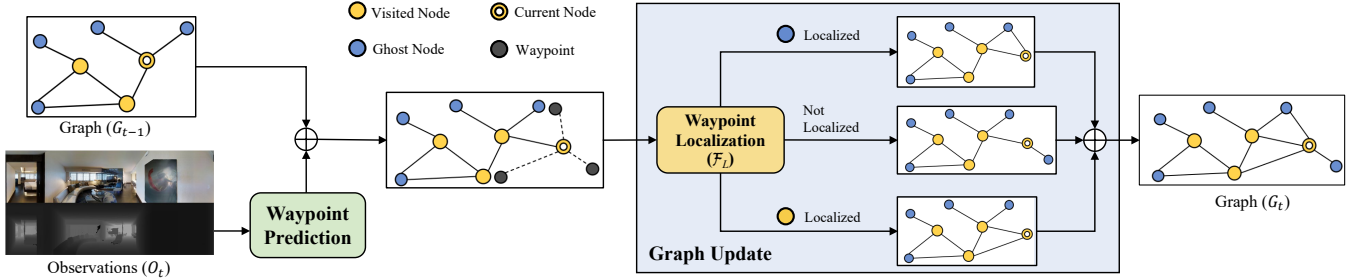 Visited Node
Current Node
Ghost Node
Waypoint
Graph (G_{t-1})
Observations (O_t)
Waypoint
Prediction
Waypoint
Localization
(ℱ_L)
Localized
Not
Localized
Localized
Graph Update
Graph (G_t)